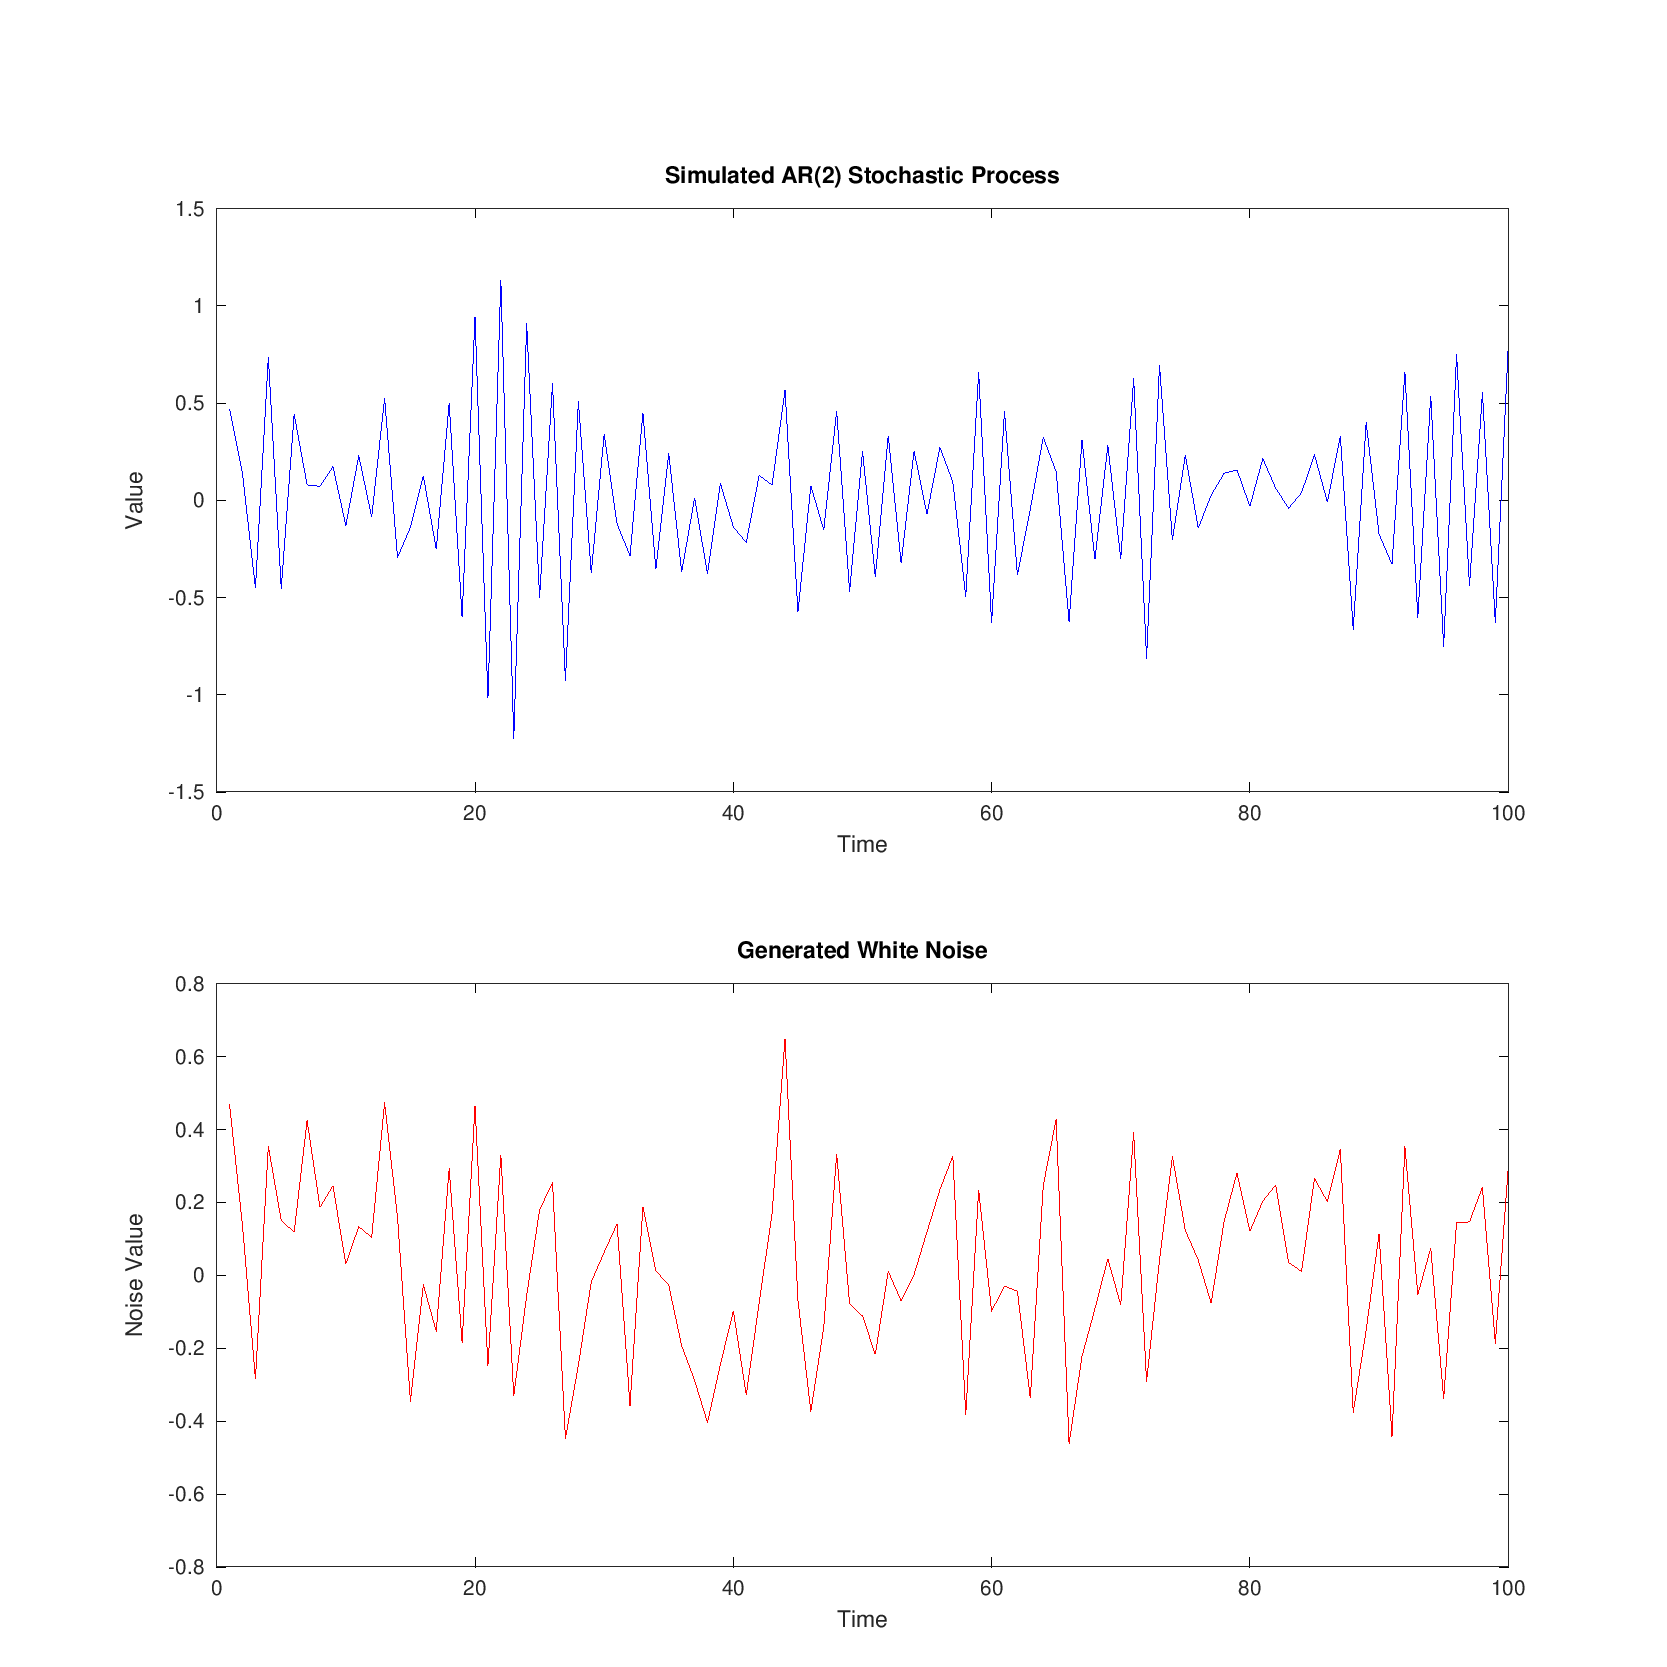 Simulated AR(2) Stochastic Process
1.5
1
0.5
0
-0.5
-1
-1.5
Value
0 20 40 60 80 100
Time
Generated White Noise
0.8
0.6
0.4
0.2
0
-0.2
-0.4
-0.6
-0.8
Noise Value
0 20 40 60 80 100
Time